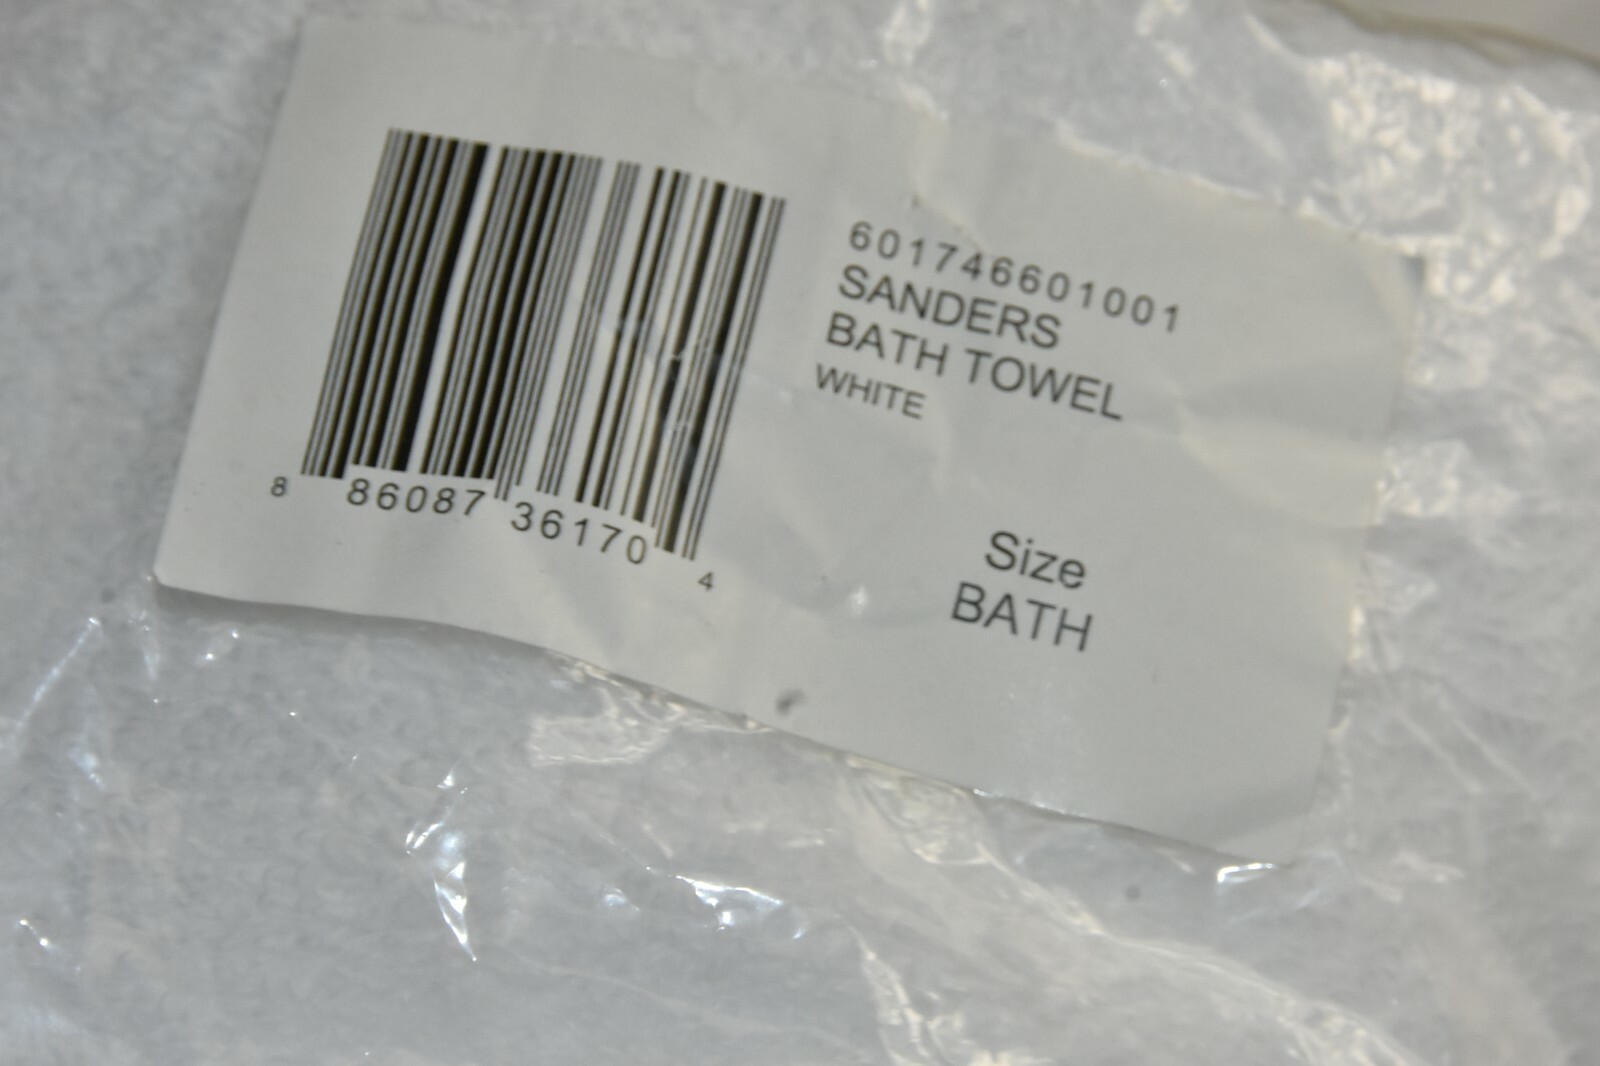 601746601001
SANDERS
BATH TOWEL
WHITE
8 86087 36170 4
Size
BATH